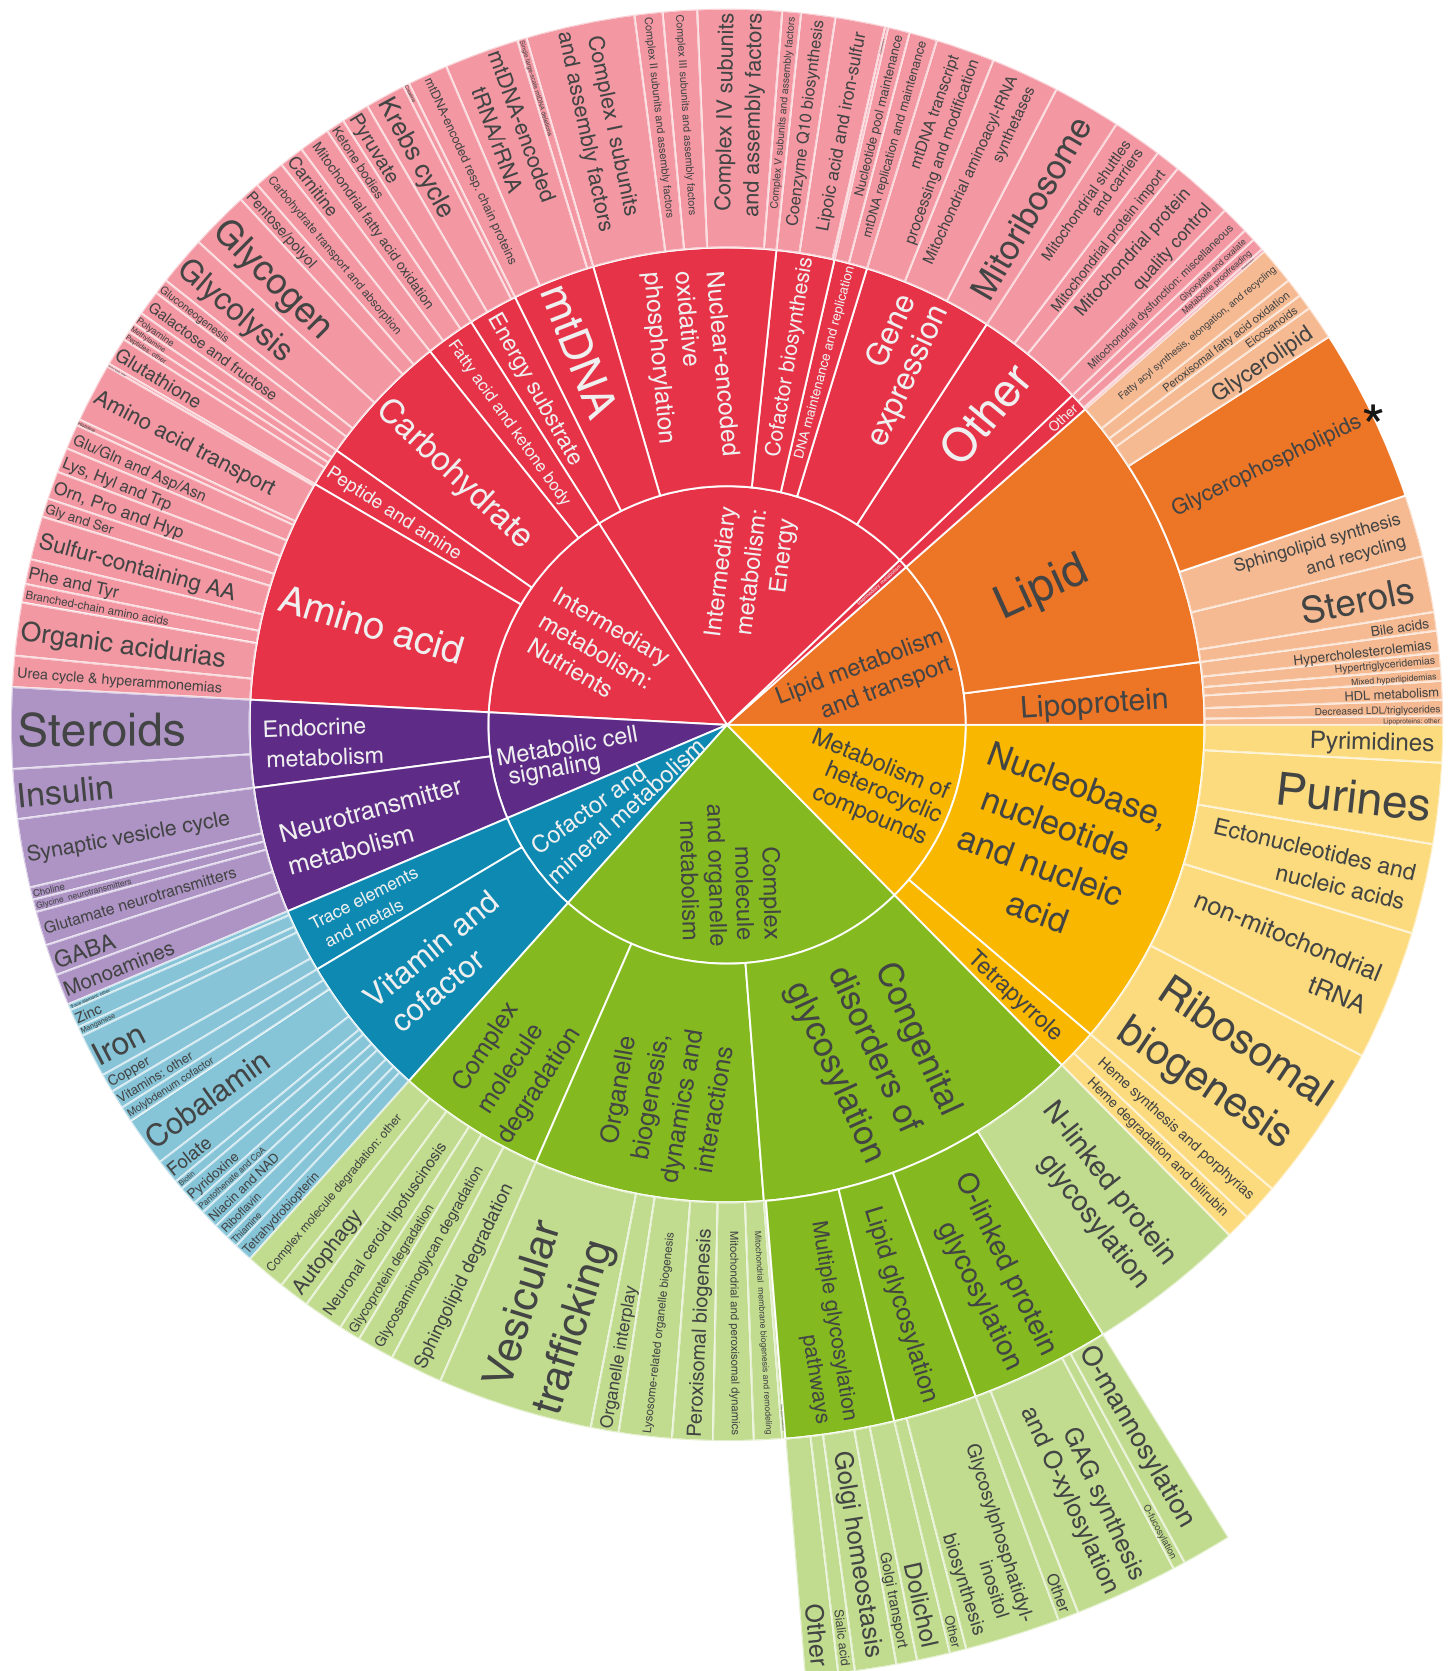 Intermediary
metabolism:
Energy
mtDNA
mtDNA-encoded resp. chain proteins
mtDNA-encoded
tRNA/rRNA
Nuclear-encoded
oxidative
phosphorylation
Complex I subunits
and assembly factors
Complex II subunits and assembly factors
Complex III subunits and assembly factors
Complex IV subunits
and assembly factors
Complex V subunits and assembly factors
Cofactor biosynthesis
Coenzyme Q10 biosynthesis
Lipoic acid and iron-sulfur
DNA maintenance and replication
Nucleotide pool maintenance
mtDNA replication and maintenance
Gene
expression
mtDNA transcript
processing and modification
Mitochondrial aminoacyl-tRNA
synthetases
Mitoribosome
Other
Mitochondrial shuttles
and carriers
Mitochondrial protein import
Mitochondrial protein
quality control
Mitochondrial dysfunction: miscellaneous
Other
Glyoxylate and oxalate
Metabolite proofreading
Lipid metabolism
and transport
Lipid
Fatty acyl synthesis, elongation, and recycling
Peroxisomal fatty acid oxidation
Eicosanoids
Glycerolipid
Glycerophospholipids *
Sphingolipid synthesis
and recycling
Sterols
Bile acids
Lipoprotein
Hypercholesterolemias
Hypertriglyceridemias
Mixed hyperlipidemias
HDL metabolism
Decreased LDL/triglycerides
Lipoproteins: other
Metabolism of
heterocyclic
compounds
Nucleobase,
nucleotide
and nucleic
acid
Pyrimidines
Purines
Ectonucleotides and
nucleic acids
non-mitochondrial
tRNA
Ribosomal
biogenesis
Tetrapyrrole
Heme synthesis and porphyrias
Heme degradation and bilirubin
Complex
molecule
and organelle
metabolism
Congenital
disorders of
glycosylation
N-linked protein
glycosylation
O-linked protein
glycosylation
O-mannosylation
O-fucosylation
GAG synthesis
and O-xylosylation
Other
Lipid glycosylation
Glycosylphosphatidyl-
inositol
biosynthesis
Other
Multiple glycosylation
pathways
Dolichol
Golgi transport
Golgi homeostasis
Sialic acid
Other
Organelle
biogenesis,
dynamics and
interactions
Mitochondrial membrane biogenesis and remodeling
Mitochondrial and peroxisomal dynamics
Peroxisomal biogenesis
Lysosome-related organelle biogenesis
Organelle interplay
Vesicular
trafficking
Complex
molecule
degradation
Sphingolipid degradation
Glycosaminoglycan degradation
Glycoprotein degradation
Neuronal ceroid lipofuscinosis
Autophagy
Complex molecule degradation: other
Cofactor and
mineral metabolism
Vitamin and
cofactor
Tetrahydrobiopterin
Thiamine
Riboflavin
Niacin and NAD
Pantothenate and CoA
Pyridoxine
Biotin
Folate
Cobalamin
Molybdenum cofactor
Vitamins: other
Trace elements
and metals
Copper
Iron
Manganese
Zinc
Metabolic cell
signaling
Neurotransmitter
metabolism
Monoamines
GABA
Glutamate neurotransmitters
Glycine neurotransmitters
Choline
Synaptic vesicle cycle
Endocrine
metabolism
Insulin
Steroids
Intermediary
metabolism:
Nutrients
Amino acid
Urea cycle & hyperammonemias
Organic acidurias
Branched-chain amino acids
Phe and Tyr
Sulfur-containing AA
Gly and Ser
Orn, Pro and Hyp
Lys, Hyl and Trp
Glu/Gln and Asp/Asn
Amino acid transport
Peptide and amine
Glutathione
Peptides: other
Methylamine
Polyamine
Carbohydrate
Galactose and fructose
Gluconeogenesis
Glycolysis
Glycogen
Pentose/polyol
Carbohydrate transport and absorption
Fatty acid and ketone body
Carnitine
Mitochondrial fatty acid oxidation
Ketone bodies
Energy substrate
Pyruvate
Krebs cycle